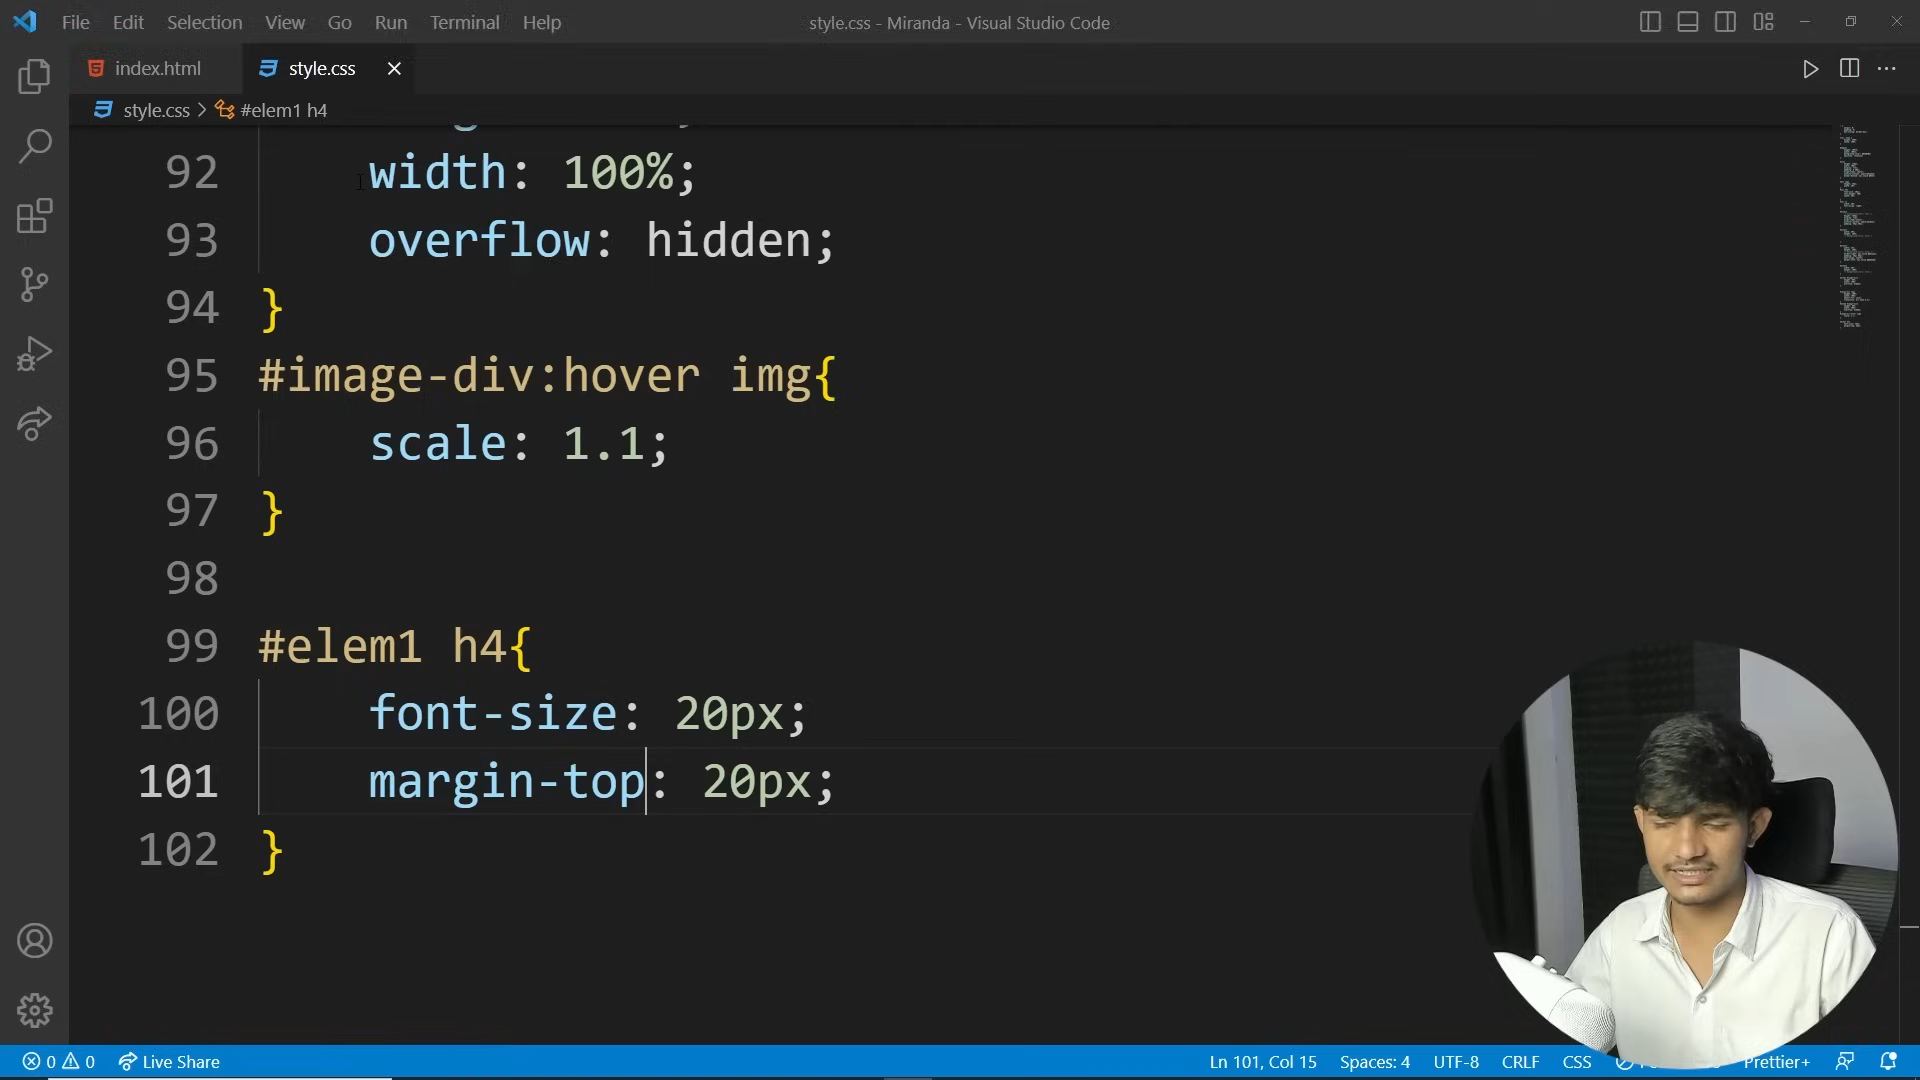 File Edit Selection View Go Run Terminal Help
style.css - Miranda - Visual Studio Code
index.html
style.css
style.css > #elem1 h4
92 width: 100%;
93 overflow: hidden;
94 }
95 #image-div:hover img{
96 scale: 1.1;
97 }
98
99 #elem1 h4{
100 font-size: 20px;
101 margin-top: 20px;
102 }
0 0 Live Share Ln 101, Col 15 Spaces: 4 UTF-8 CRLF CSS Prettier+